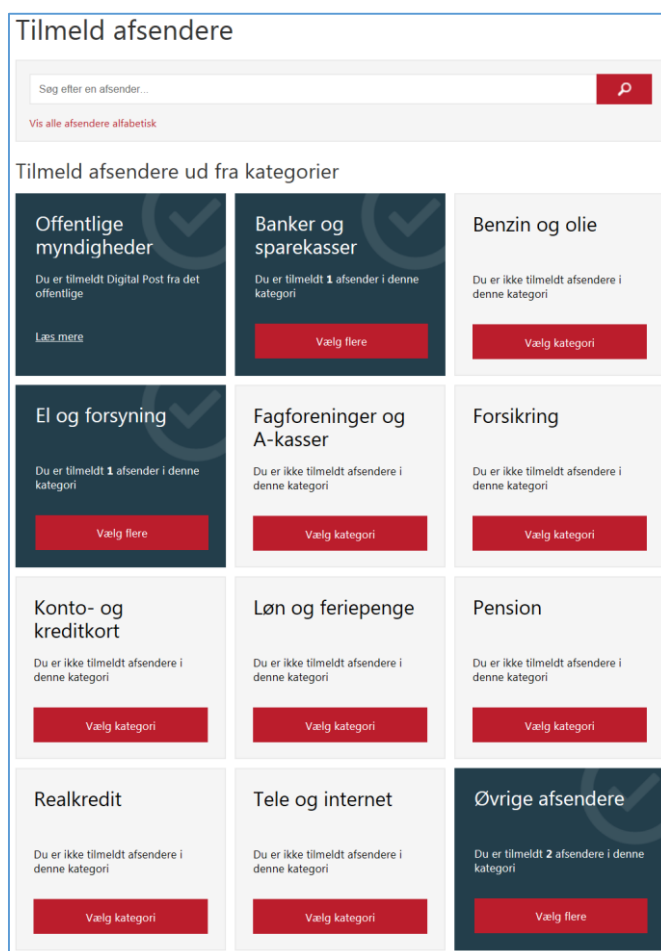 Tilmeld afsendere
Søg efter en afsender...
Vis alle afsendere alfabetisk
Tilmeld afsendere ud fra kategorier
Offentlige
myndigheder
Du er tilmeldt Digital Post fra det
offentlige
Læs mere
Banker og
sparekasser
Du er tilmeldt 1 afsender i denne
kategori
Vælg flere
Benzin og olie
Du er ikke tilmeldt afsendere i
denne kategori
Vælg kategori
El og forsyning
Du er tilmeldt 1 afsender i denne
kategori
Vælg flere
Fagforeninger og
A-kasser
Du er ikke tilmeldt afsendere i
denne kategori
Vælg kategori
Forsikring
Du er ikke tilmeldt afsendere i
denne kategori
Vælg kategori
Konto- og
kreditkort
Du er ikke tilmeldt afsendere i
denne kategori
Vælg kategori
Løn og feriepenge
Du er ikke tilmeldt afsendere i
denne kategori
Vælg kategori
Pension
Du er ikke tilmeldt afsendere i
denne kategori
Vælg kategori
Realkredit
Du er ikke tilmeldt afsendere i
denne kategori
Vælg kategori
Tele og internet
Du er ikke tilmeldt afsendere i
denne kategori
Vælg kategori
Øvrige afsendere
Du er tilmeldt 2 afsendere i denne
kategori
Vælg flere